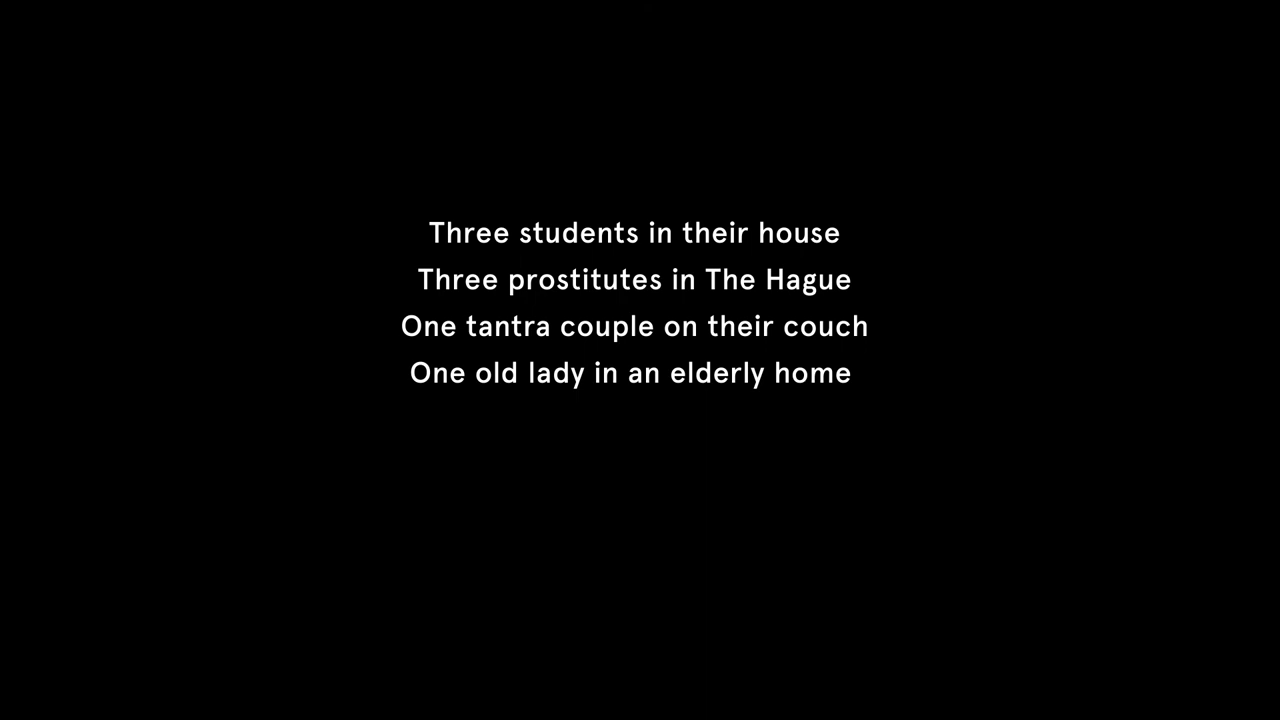 Three students in their house
Three prostitutes in The Hague
One tantra couple on their couch
One old lady in an elderly home